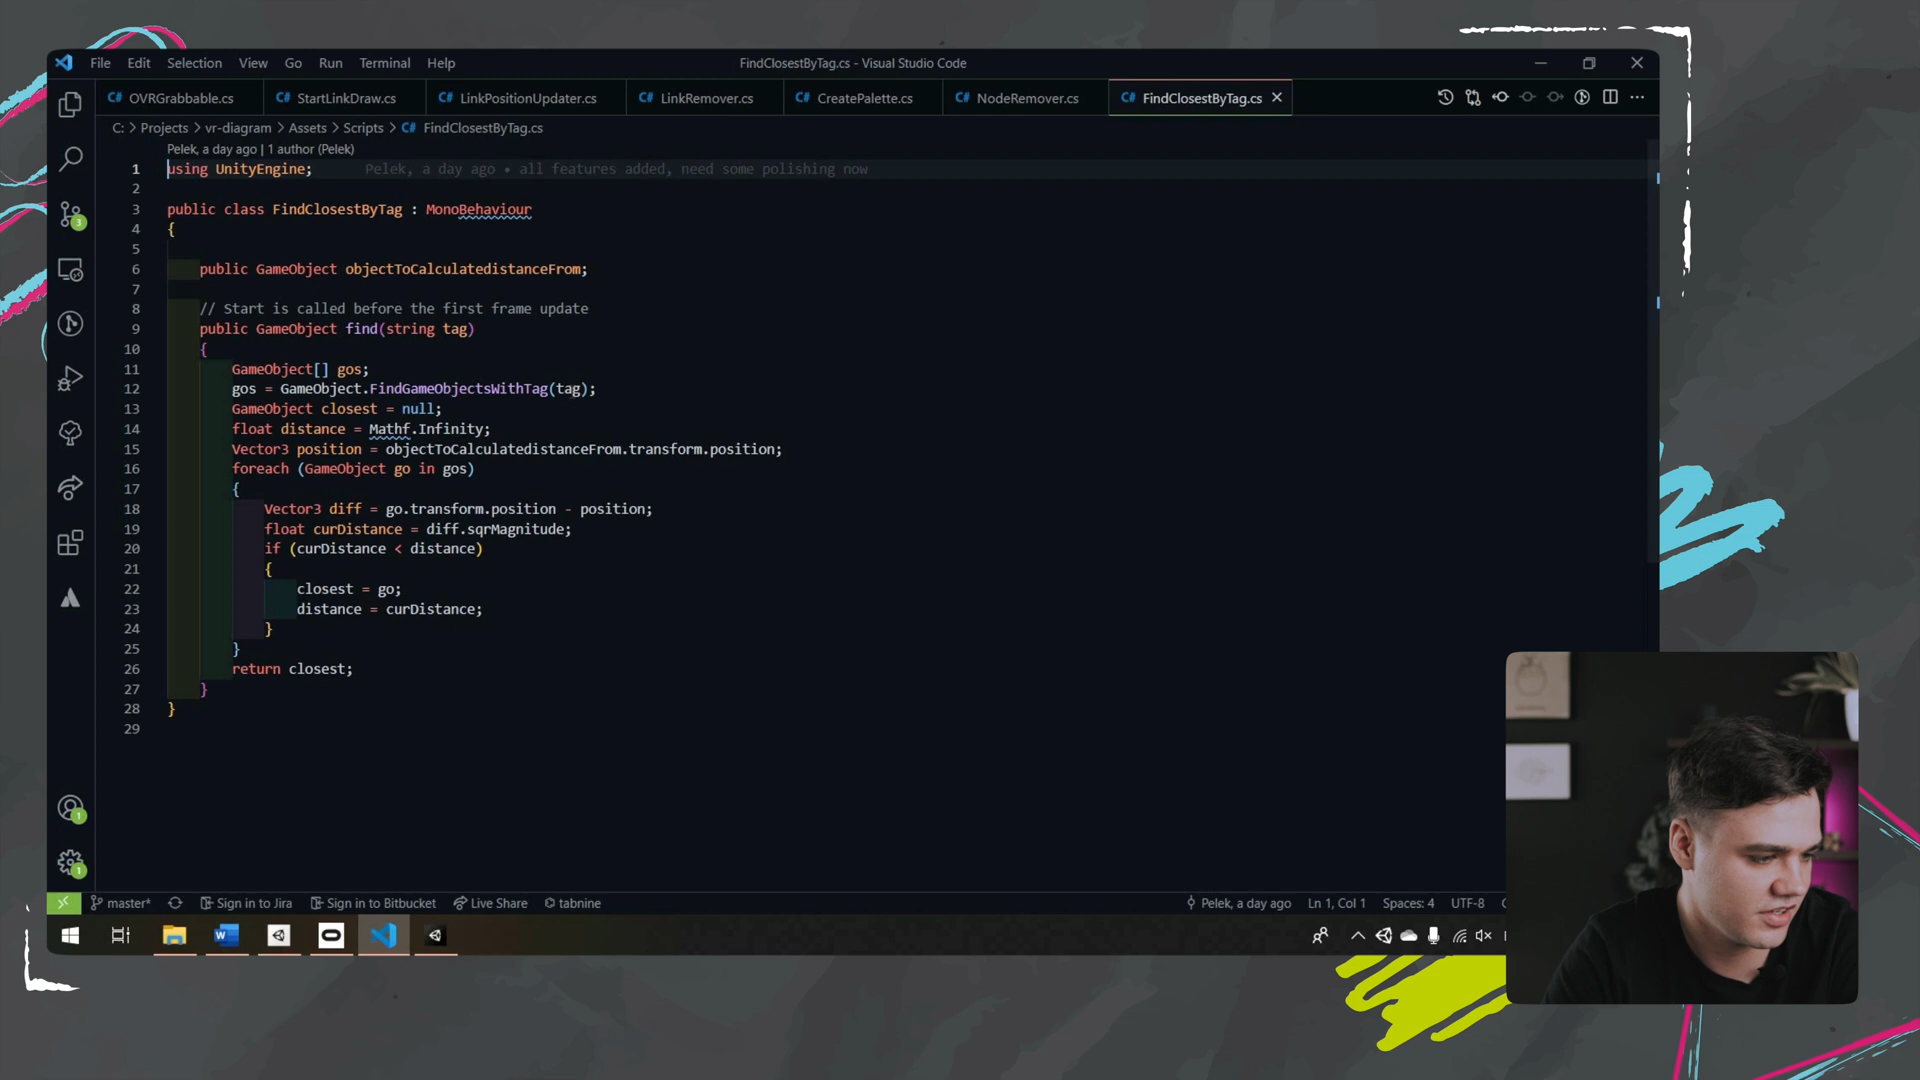 File Edit Selection View Go Run Terminal Help
FindClosestByTag.cs - Visual Studio Code
C# OVRGrabbable.cs C# StartLinkDraw.cs C# LinkPositionUpdater.cs C# LinkRemover.cs C# CreatePalette.cs C# NodeRemover.cs C# FindClosestByTag.cs
C: > Projects > vr-diagram > Assets > Scripts > C# FindClosestByTag.cs
Pelek, a day ago | 1 author (Pelek)
1 using UnityEngine; Pelek, a day ago • all features added, need some polishing now
2
3 public class FindClosestByTag : MonoBehaviour
4 {
5
6 public GameObject objectToCalculatedistanceFrom;
7
8 // Start is called before the first frame update
9 public GameObject find(string tag)
10 {
11 GameObject[] gos;
12 gos = GameObject.FindGameObjectsWithTag(tag);
13 GameObject closest = null;
14 float distance = Mathf.Infinity;
15 Vector3 position = objectToCalculatedistanceFrom.transform.position;
16 foreach (GameObject go in gos)
17 {
18 Vector3 diff = go.transform.position - position;
19 float curDistance = diff.sqrMagnitude;
20 if (curDistance < distance)
21 {
22 closest = go;
23 distance = curDistance;
24 }
25 }
26 return closest;
27 }
28 }
29
3
1
1
master* Sign in to Jira Sign in to Bitbucket Live Share tabnine Pelek, a day ago Ln 1, Col 1 Spaces: 4 UTF-8
W